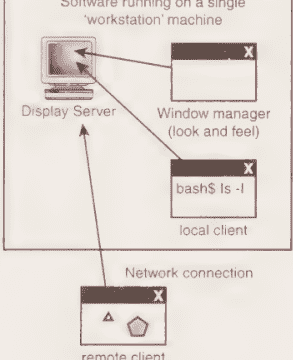 Software running on a single
'workstation' machine
X
Display Server
Window manager
(look and feel)
X
bash$ ls -l
local client
Network connection
X
remote client